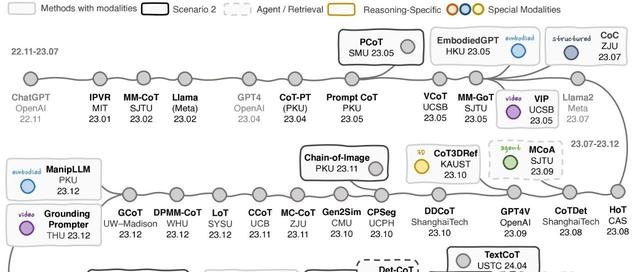 Methods with modalities
Scenario 2
Agent / Retrieval
Reasoning-Specific
Special Modalities
22.11-23.07
PCoT
SMU 23.05
EmbodiedGPT
HKU 23.05
embodied
structured
CoC
ZJU
23.07
ChatGPT
OpenAI
22.11
IPVR
MIT
23.01
MM-CoT
SJTU
23.02
Llama
(Meta)
23.02
GPT4
OpenAI
23.04
CoT-PT
(PKU)
23.04
Prompt CoT
PKU
23.05
VCoT
UCSB
23.05
MM-GoT
SJTU
23.05
video
VIP
UCSB
23.05
Llama2
Meta
23.07
23.07-23.12
embodied
ManipLLM
PKU
23.12
video
Grounding
Prompter
THU 23.12
Chain-of-Image
PKU 23.11
3D
CoT3DRef
KAUST
23.10
agent
MCoA
SJTU
23.09
GCoT
UW–Madison
23.12
DPMM-CoT
WHU
23.12
LoT
SYSU
23.12
CCoT
UCB
23.11
MC-CoT
ZJU
23.11
Gen2Sim
CMU
23.10
CPSeg
UCPH
23.10
DDCoT
ShanghaiTech
23.10
GPT4V
OpenAI
23.09
CoTDet
ShanghaiTech
23.08
HoT
CAS
23.08
Det-CoT
TextCoT
USTC 24.04